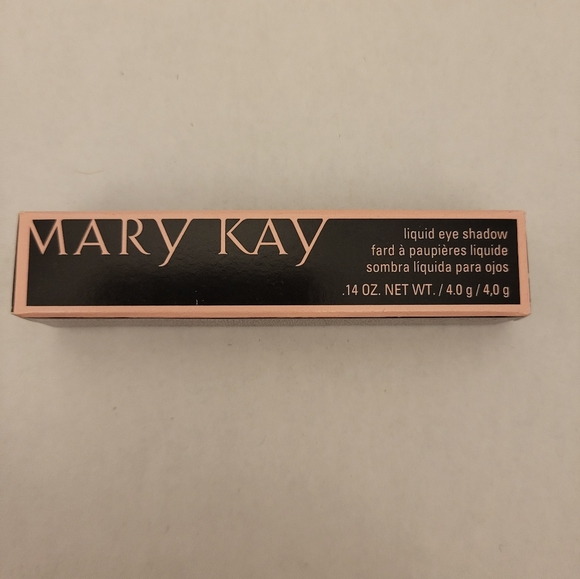 MARY KAY
liquid eye shadow
fard à paupières liquide
sombra líquida para ojos
.14 OZ. NET WT. / 4.0 g / 4,0 g